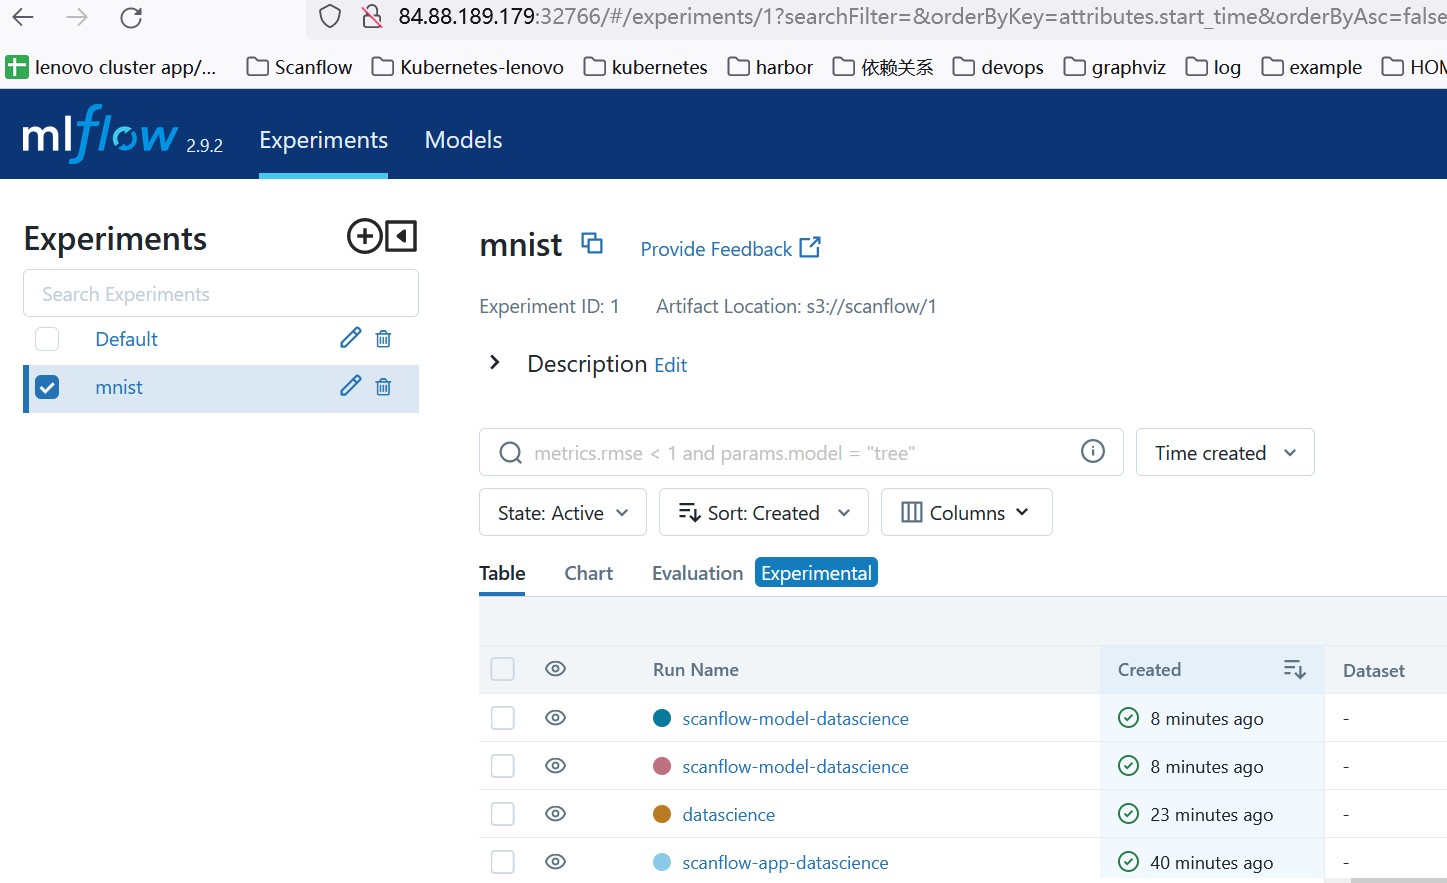 84.88.189.179:32766/#/experiments/1?searchFilter=&orderByKey=attributes.start_time&orderByAsc=false
lenovo cluster app/... Scanflow Kubernetes-lenovo kubernetes harbor 依赖关系 devops graphviz log example HOM
mlflow 2.9.2 Experiments Models
Experiments
Search Experiments
Default
mnist
mnist Provide Feedback
Experiment ID: 1 Artifact Location: s3://scanflow/1
Description Edit
metrics.rmse < 1 and params.model = "tree" Time created
State: Active Sort: Created Columns
Table Chart Evaluation Experimental
Run Name Created Dataset
scanflow-model-datascience 8 minutes ago -
scanflow-model-datascience 8 minutes ago -
datascience 23 minutes ago -
scanflow-app-datascience 40 minutes ago -